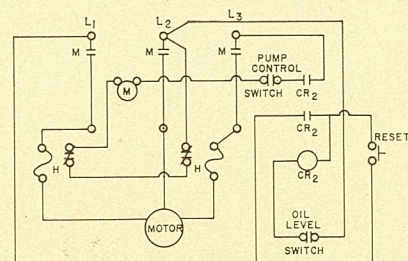 L1 L2 L3
M M M
PUMP
CONTROL
M
SWITCH CR2
CR2
RESET
H H
CR2
OIL
LEVEL
MOTOR
SWITCH